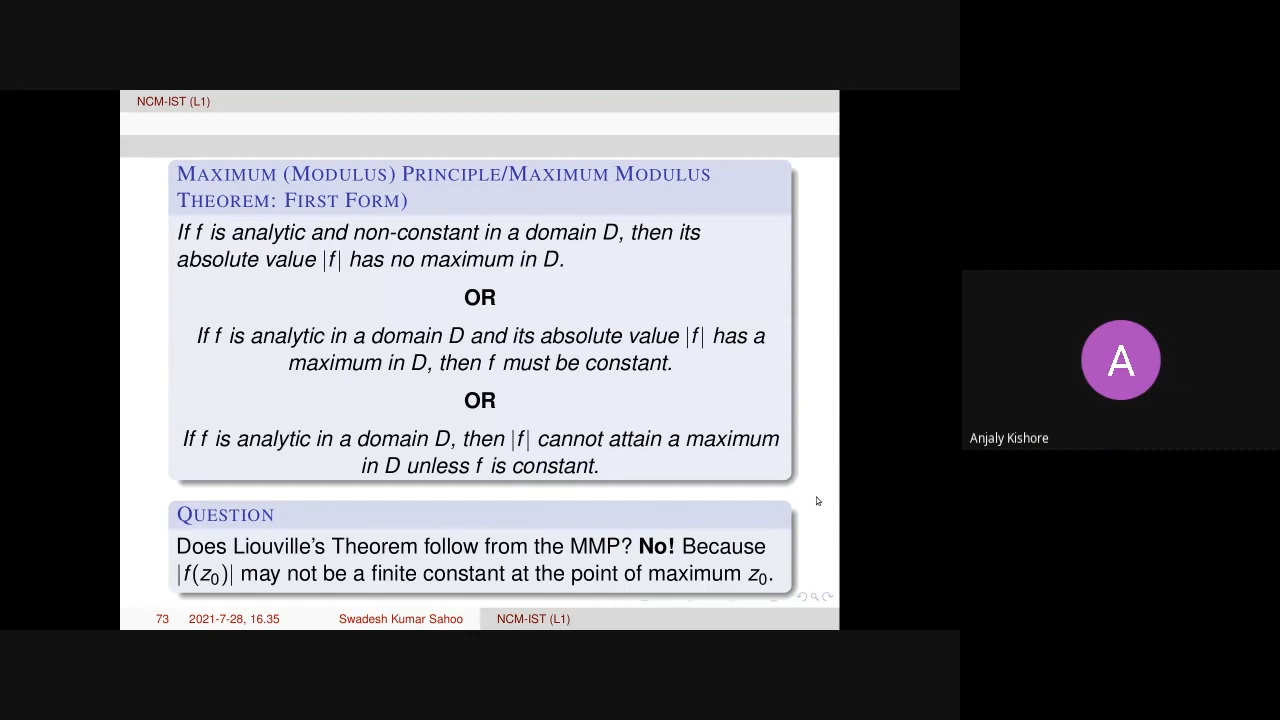 NCM-IST (L1)
MAXIMUM (MODULUS) PRINCIPLE/MAXIMUM MODULUS
THEOREM: FIRST FORM)
If f is analytic and non-constant in a domain D, then its
absolute value |f| has no maximum in D.
OR
If f is analytic in a domain D and its absolute value |f| has a
maximum in D, then f must be constant.
OR
If f is analytic in a domain D, then |f| cannot attain a maximum
in D unless f is constant.
QUESTION
Does Liouville's Theorem follow from the MMP? No! Because
|f(z₀)| may not be a finite constant at the point of maximum z₀.
73 2021-7-28, 16.35 Swadesh Kumar Sahoo NCM-IST (L1)
A
Anjaly Kishore